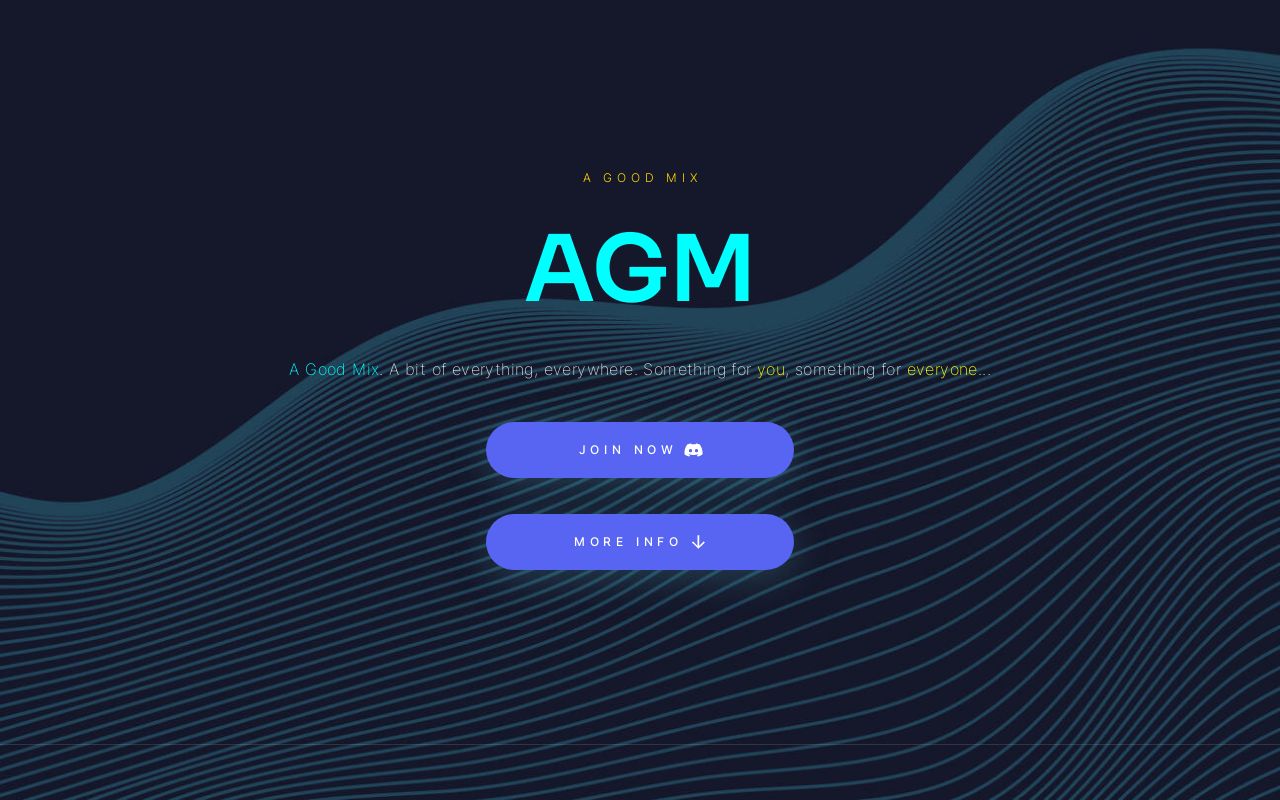 A GOOD MIX
AGM
A Good Mix. A bit of everything, everywhere. Something for you, something for everyone...
JOIN NOW
MORE INFO